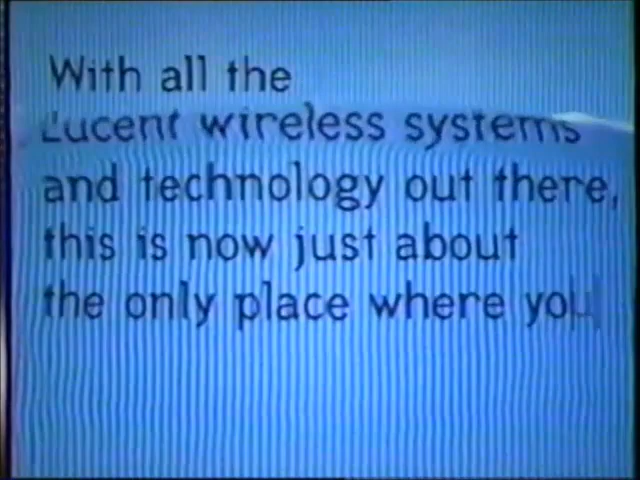 With all the
Lucent wireless systems
and technology out there,
this is now just about
the only place where you